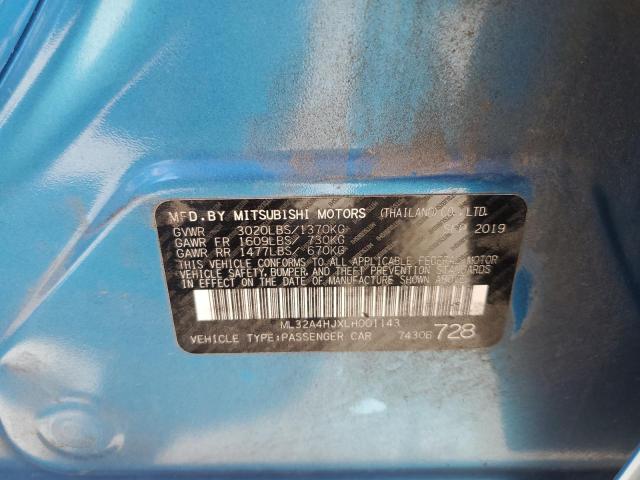 MFD.BY MITSUBISHI MOTORS (THAILAND) CO.,LTD.
GVWR 3020LBS/1370KG SEP 2019
GAWR FR 1609LBS/ 730KG
GAWR RR 1477LBS/ 670KG
THIS VEHICLE CONFORMS TO ALL APPLICABLE FEDERAL MOTOR
VEHICLE SAFETY, BUMPER, AND THEFT PREVENTION STANDARDS
IN EFFECT ON THE DATE OF MANUFACTURE SHOWN ABOVE.
ML32A4HJXLH001143
VEHICLE TYPE:PASSENGER CAR 7430G 728